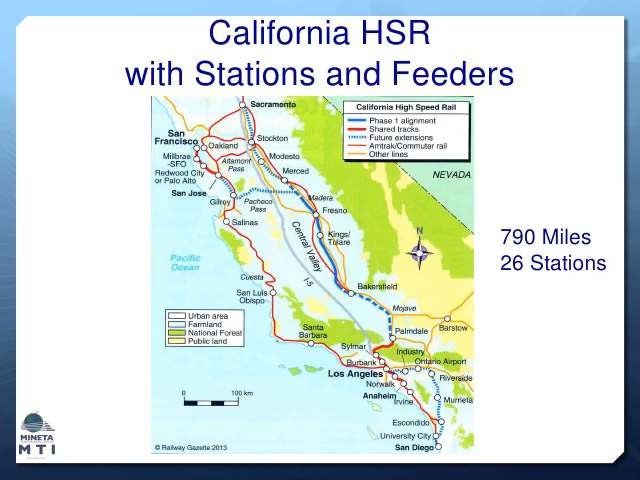 California HSR
with Stations and Feeders
California High Speed Rail
Phase 1 alignment
Shared tracks
Future extensions
Amtrak/Commuter rail
Other lines
Sacramento
Stockton
San
Francisco
Oakland
Modesto
Millbrae
-SFO
Altamont
Pass
Merced
Redwood City
or Palo Alto
NEVADA
San Jose
Pacheco
Pass
Madera
Gilroy
Fresno
Salinas
Kings/
Tulare
Central Valley
N
790 Miles
26 Stations
Pacific
Ocean
Cuesta
I-5
Bakersfield
San Luis
Obispo
Mojave
Urban area
Farmland
National Forest
Public land
Santa
Barbara
Palmdale
Barstow
Sylmar
Industry
Burbank
Ontario Airport
Los Angeles
Riverside
Norwalk
Anaheim
Irvine
Murrieta
0 100 km
Escondido
University City
San Diego
© Railway Gazette 2013
MINETA
MTI